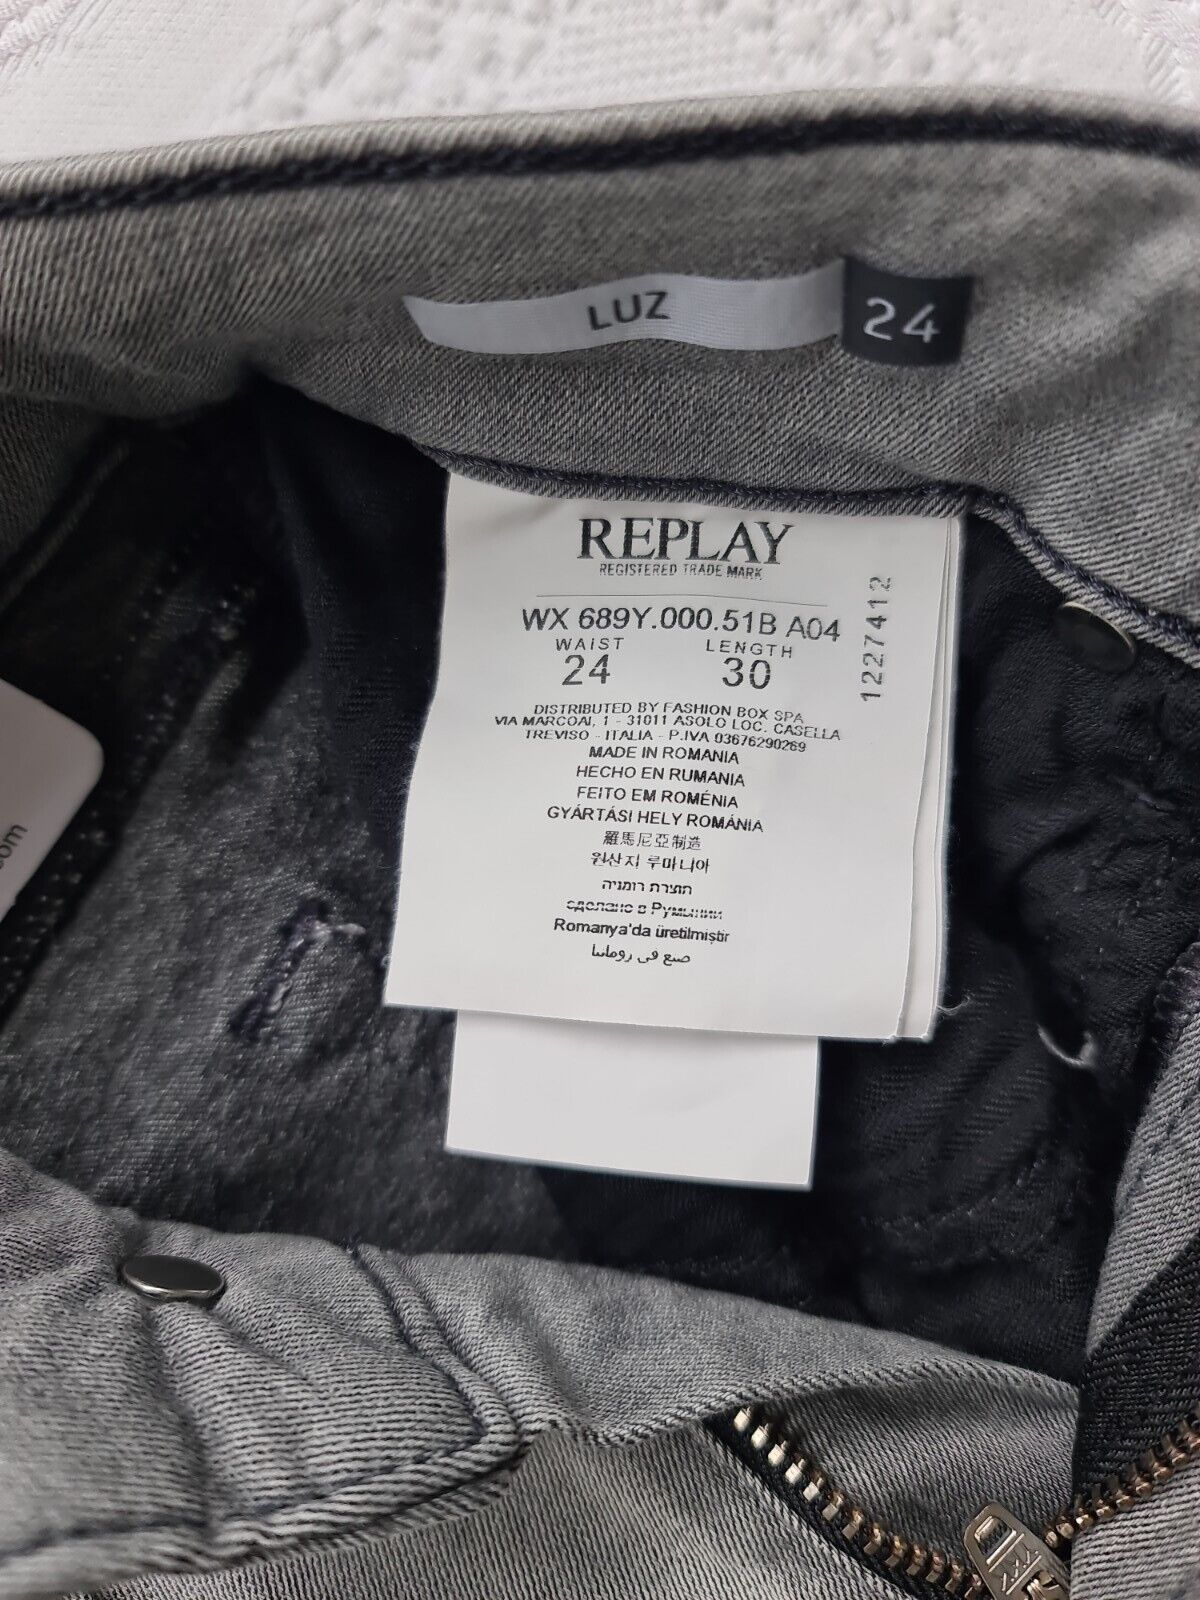 LUZ
24
REPLAY
REGISTERED TRADE MARK
WX 689Y.000.51B A04
WAIST LENGTH
24 30
1227412
DISTRIBUTED BY FASHION BOX SPA
VIA MARCOAI, 1 - 31011 ASOLO LOC. CASELLA
TREVISO - ITALIA - P.IVA 03676290269
MADE IN ROMANIA
HECHO EN RUMANIA
FEITO EM ROMÉNIA
GYÁRTÁSI HELY ROMÁNIA
羅馬尼亞制造
원산지 루마니아
תוצרת רומניה
сделано в Румынии
Romanya'da üretilmiştir
صنع في رومانيا